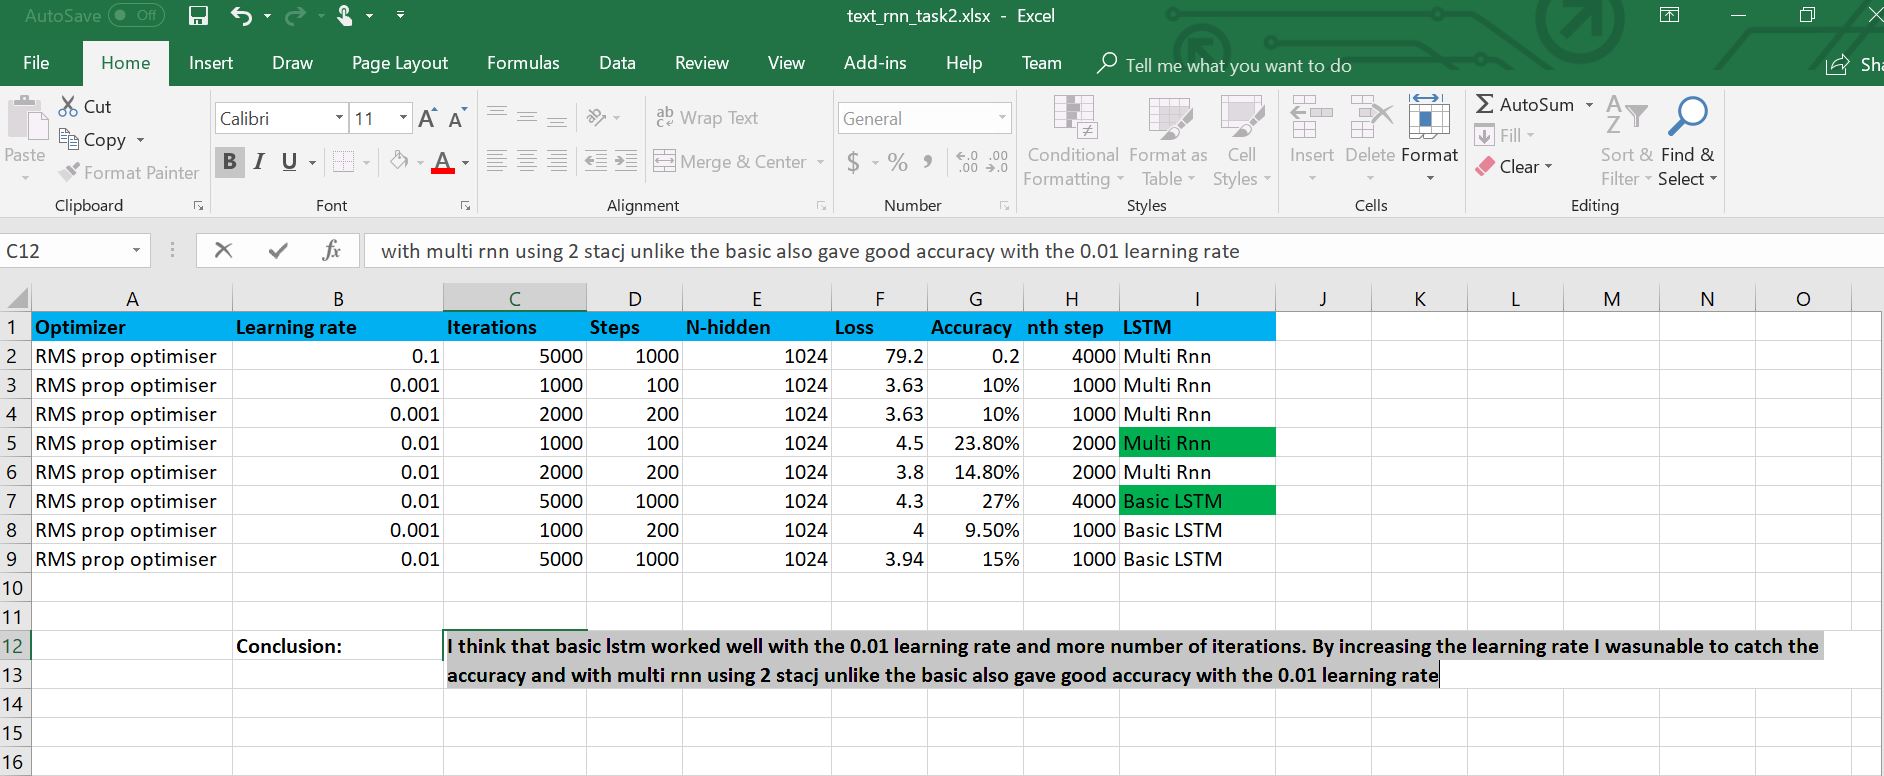 AutoSave Off text_rnn_task2.xlsx - Excel
File Home Insert Draw Page Layout Formulas Data Review View Add-ins Help Team Tell me what you want to do Sha
Cut
Copy
Format Painter
Paste
Clipboard
Calibri 11
B I U
Font
Wrap Text
Merge & Center
Alignment
General
$ % ,
Number
Conditional Formatting
Format as Table
Cell Styles
Styles
Insert Delete Format
Cells
AutoSum
Fill
Clear
Sort & Filter
Find & Select
Editing
C12 fx with multi rnn using 2 stacj unlike the basic also gave good accuracy with the 0.01 learning rate
A B C D E F G H I J K L M N O
1 Optimizer Learning rate Iterations Steps N-hidden Loss Accuracy nth step LSTM
2 RMS prop optimiser 0.1 5000 1000 1024 79.2 0.2 4000 Multi Rnn
3 RMS prop optimiser 0.001 1000 100 1024 3.63 10% 1000 Multi Rnn
4 RMS prop optimiser 0.001 2000 200 1024 3.63 10% 1000 Multi Rnn
5 RMS prop optimiser 0.01 1000 100 1024 4.5 23.80% 2000 Multi Rnn
6 RMS prop optimiser 0.01 2000 200 1024 3.8 14.80% 2000 Multi Rnn
7 RMS prop optimiser 0.01 5000 1000 1024 4.3 27% 4000 Basic LSTM
8 RMS prop optimiser 0.001 1000 200 1024 4 9.50% 1000 Basic LSTM
9 RMS prop optimiser 0.01 5000 1000 1024 3.94 15% 1000 Basic LSTM
10
11
12 Conclusion: I think that basic lstm worked well with the 0.01 learning rate and more number of iterations. By increasing the learning rate I wasunable to catch the
13 accuracy and with multi rnn using 2 stacj unlike the basic also gave good accuracy with the 0.01 learning rate
14
15
16